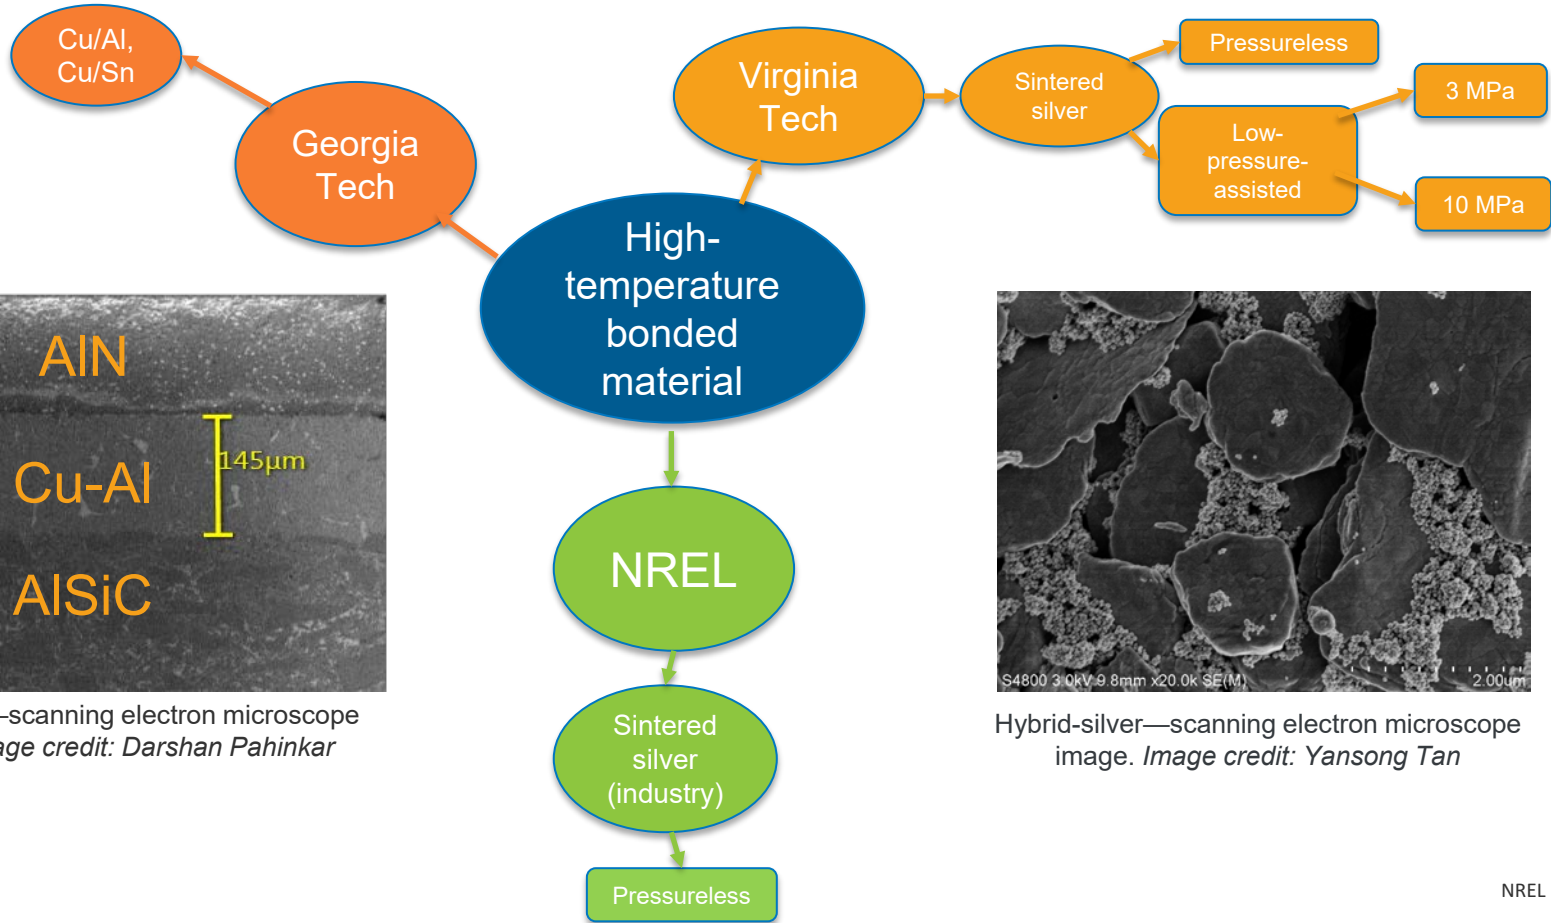 Cu/Al,
Cu/Sn
Georgia
Tech
Virginia
Tech
Sintered
silver
Pressureless
Low-
pressure-
assisted
3 MPa
10 MPa
High-
temperature
bonded
material
AlN
145µm
Cu-Al
AlSiC
—scanning electron microscope
age credit: Darshan Pahinkar
S4800 3.0kV 9.8mm x20.0k SE(M)
2.00um
Hybrid-silver—scanning electron microscope
image. Image credit: Yansong Tan
NREL
Sintered
silver
(industry)
Pressureless
NREL